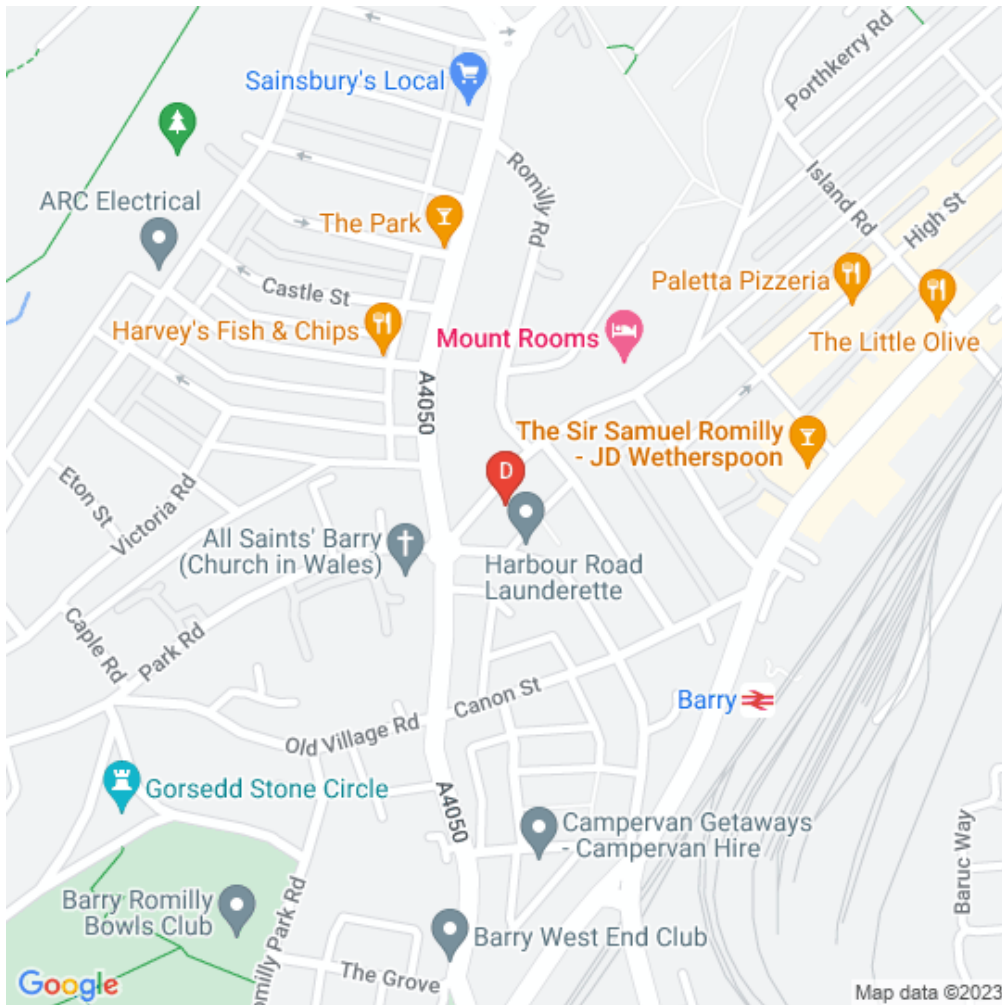 Sainsbury's Local
Porthkerry Rd
ARC Electrical
Romilly Rd
Island Rd
High St
The Park
Castle St
Paletta Pizzeria
Harvey's Fish & Chips
Mount Rooms
The Little Olive
A4050
The Sir Samuel Romilly
- JD Wetherspoon
D
Eton St
Victoria Rd
All Saints' Barry
(Church in Wales)
Harbour Road
Launderette
Caple Rd
Park Rd
Canon St
Barry
Old Village Rd
Gorsedd Stone Circle
A4050
Campervan Getaways
- Campervan Hire
Baruc Way
Barry Romilly
Bowls Club
omilly Park Rd
Barry West End Club
The Grove
Google
Map data ©2023